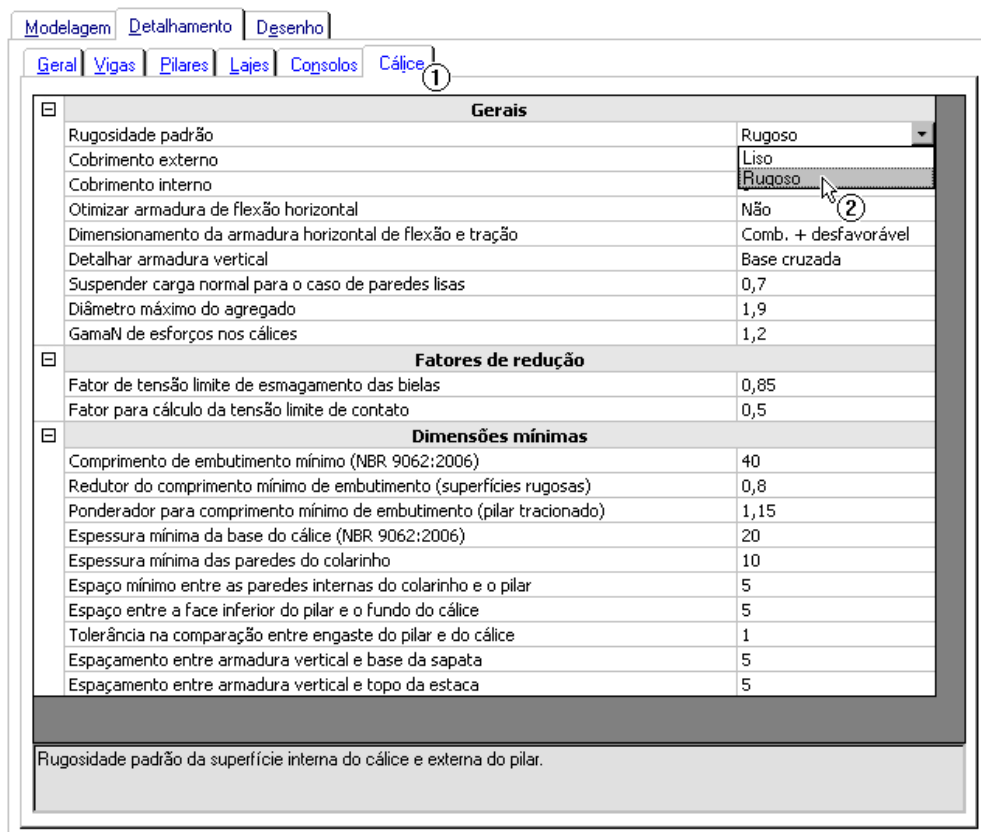 Modelagem Detalhamento Desenho
Geral Vigas Pilares Lajes Consolos Cálice
1
Gerais
Rugosidade padrão Rugoso
Cobrimento externo Liso
Cobrimento interno Rugoso
2
Otimizar armadura de flexão horizontal Não
Dimensionamento da armadura horizontal de flexão e tração Comb. + desfavorável
Detalhar armadura vertical Base cruzada
Suspender carga normal para o caso de paredes lisas 0,7
Diâmetro máximo do agregado 1,9
GamaN de esforços nos cálices 1,2
Fatores de redução
Fator de tensão limite de esmagamento das bielas 0,85
Fator para cálculo da tensão limite de contato 0,5
Dimensões mínimas
Comprimento de embutimento mínimo (NBR 9062:2006) 40
Redutor do comprimento mínimo de embutimento (superfícies rugosas) 0,8
Ponderador para comprimento mínimo de embutimento (pilar tracionado) 1,15
Espessura mínima da base do cálice (NBR 9062:2006) 20
Espessura mínima das paredes do colarinho 10
Espaço mínimo entre as paredes internas do colarinho e o pilar 5
Espaço entre a face inferior do pilar e o fundo do cálice 5
Tolerância na comparação entre engaste do pilar e do cálice 1
Espaçamento entre armadura vertical e base da sapata 5
Espaçamento entre armadura vertical e topo da estaca 5
Rugosidade padrão da superfície interna do cálice e externa do pilar.